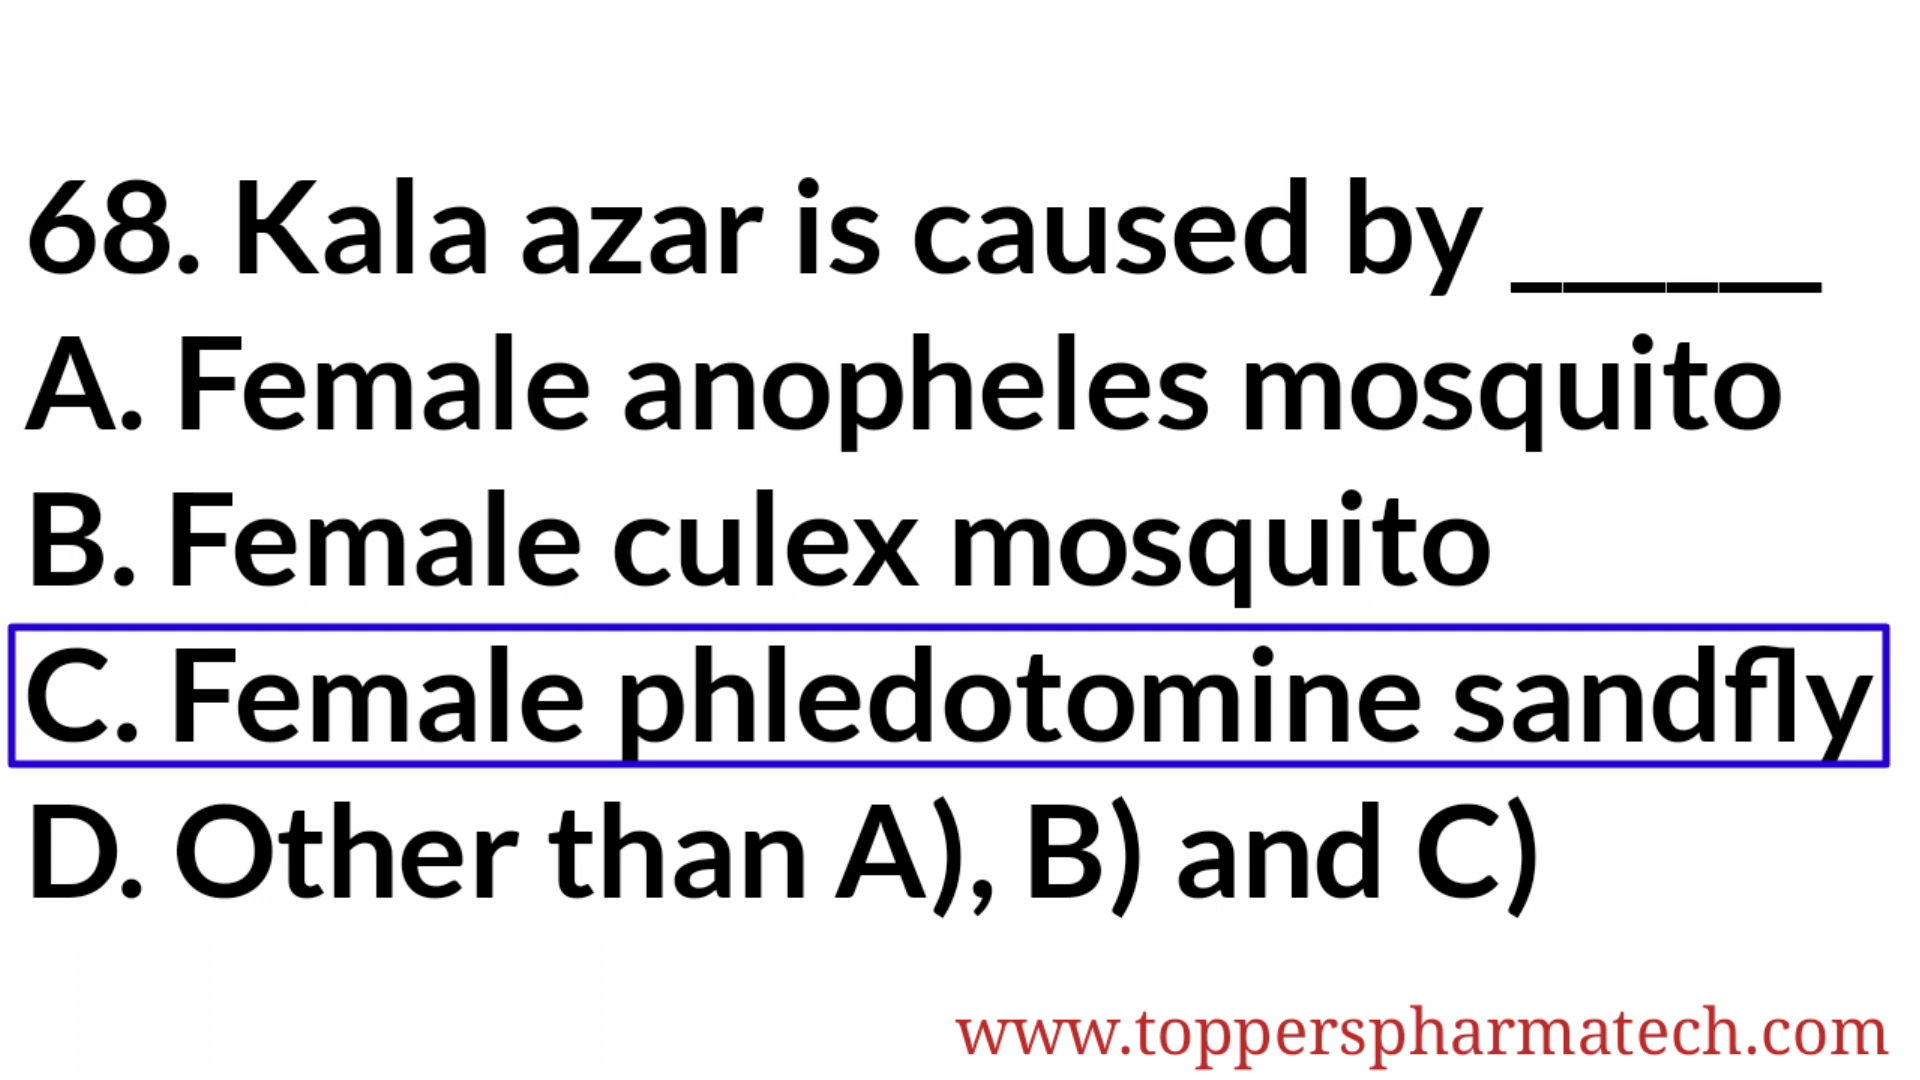 68. Kala azar is caused by ______
A. Female anopheles mosquito
B. Female culex mosquito
C. Female phledotomine sandfly
D. Other than A), B) and C)
www.topperspharmatech.com